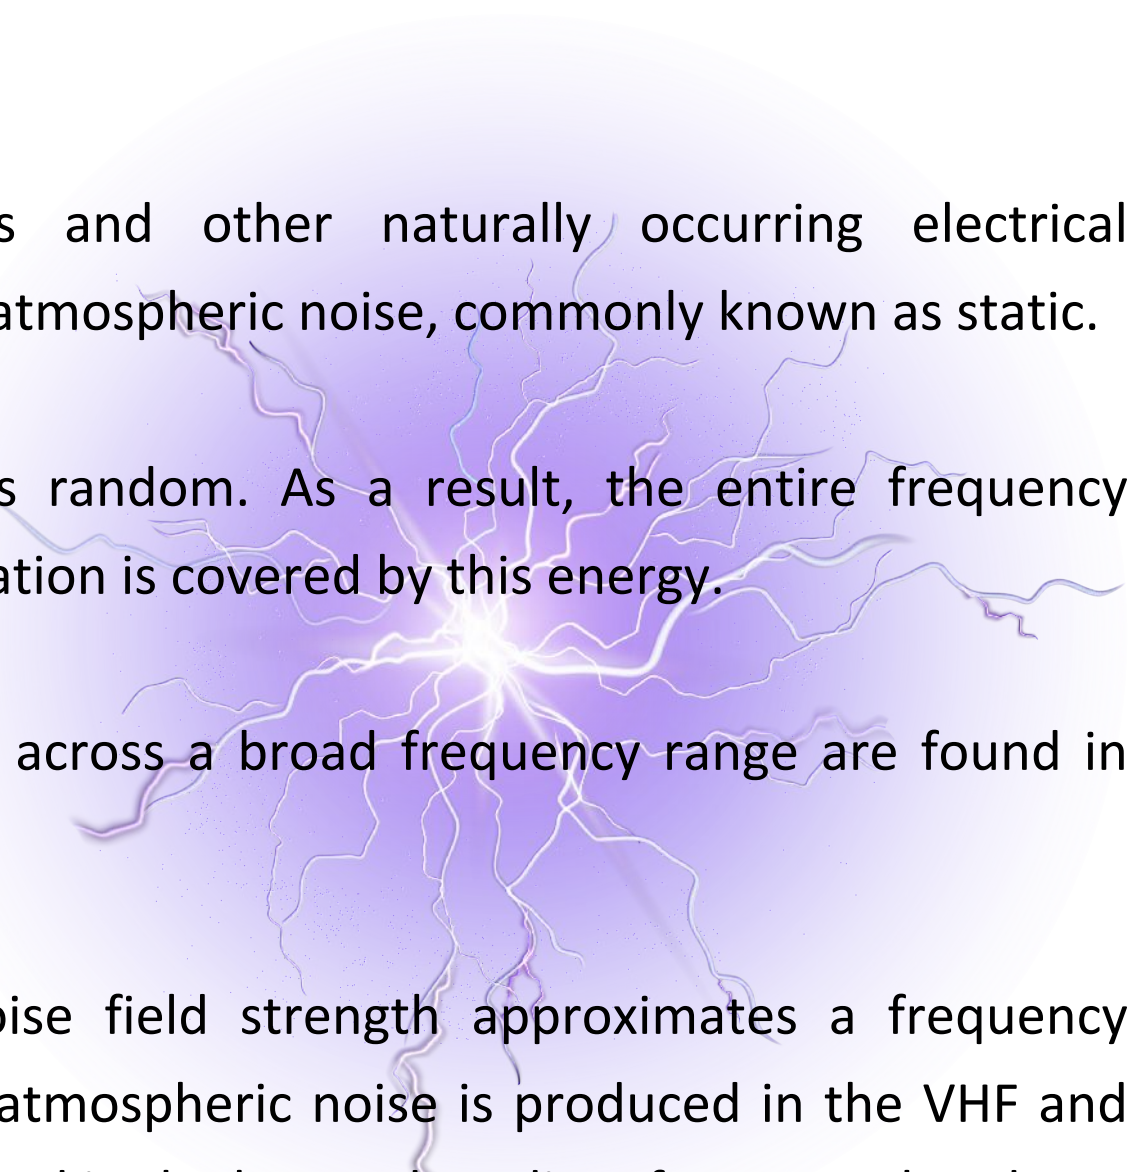 s and other naturally occurring electrical
atmospheric noise, commonly known as static.
s random. As a result, the entire frequency
ation is covered by this energy.
across a broad frequency range are found in
oise field strength approximates a frequency
atmospheric noise is produced in the VHF and